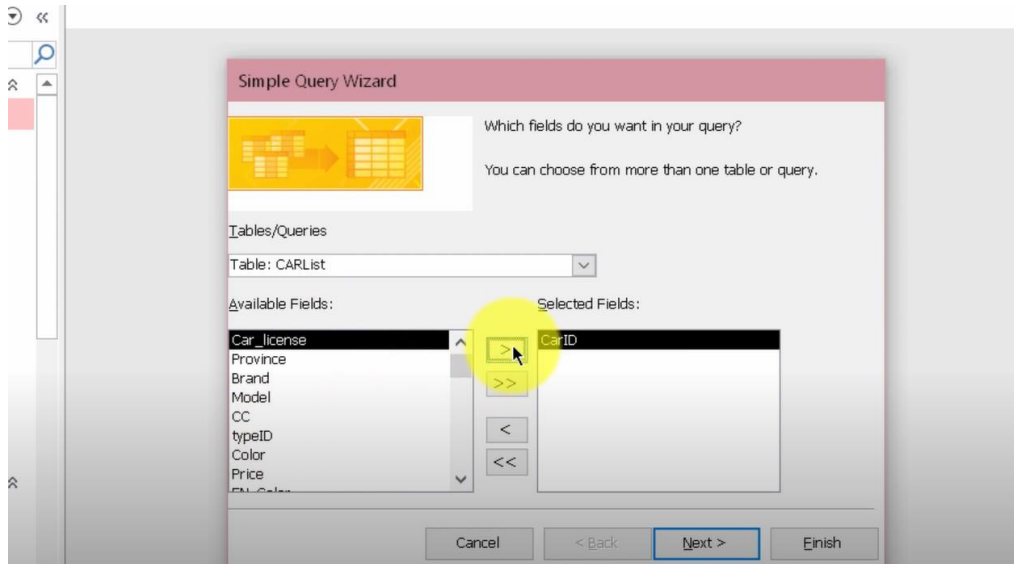 Simple Query Wizard
Which fields do you want in your query?
You can choose from more than one table or query.
Tables/Queries
Table: CARList
Available Fields:
Selected Fields:
Car_license
Province
Brand
Model
CC
typeID
Color
Price
>
>>
<
<<
CarID
Cancel
< Back
Next >
Finish